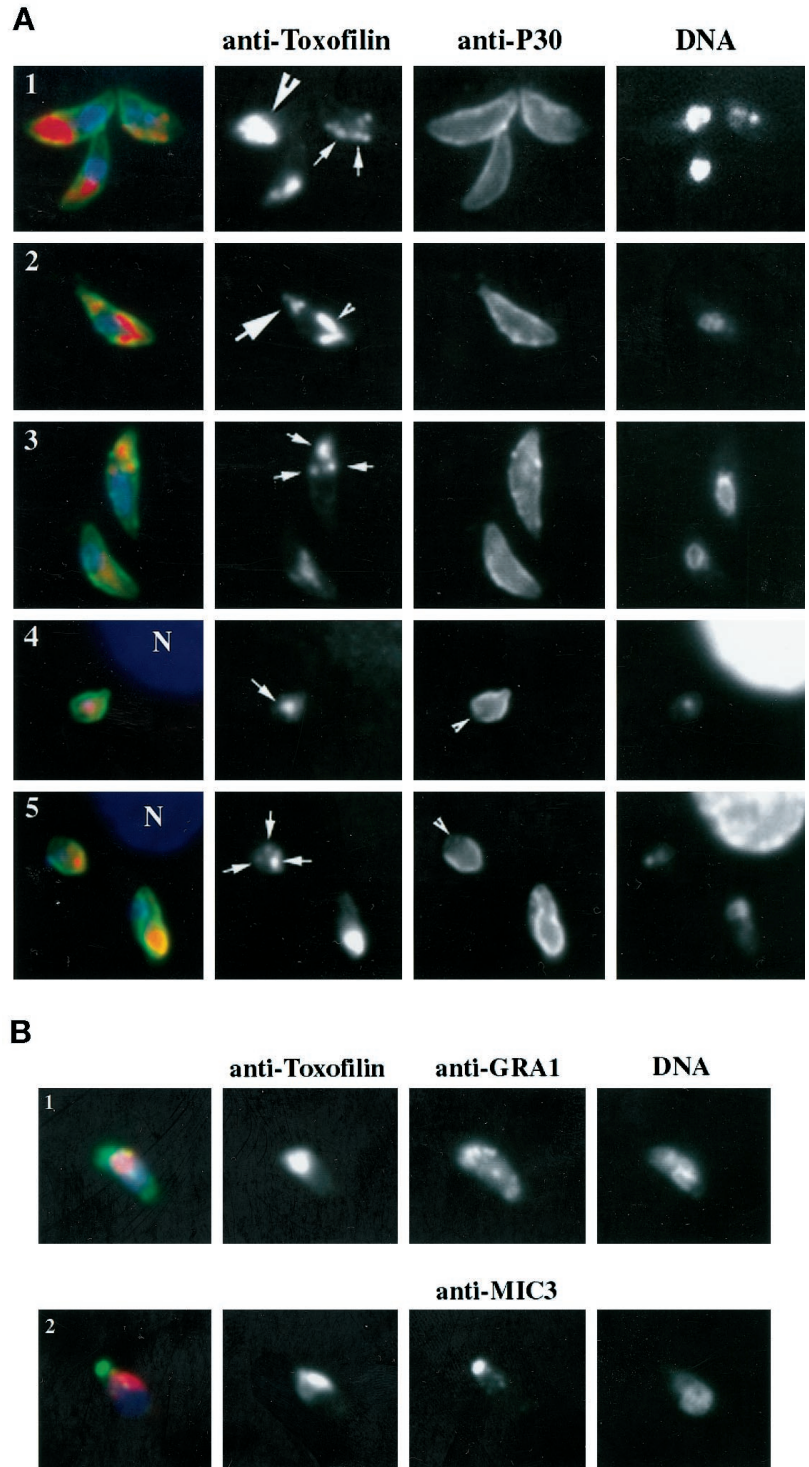 A
anti-Toxofilin anti-P30 DNA
1
2
3
4 N
5 N
B
anti-Toxofilin anti-GRA1 DNA
1
anti-MIC3
2